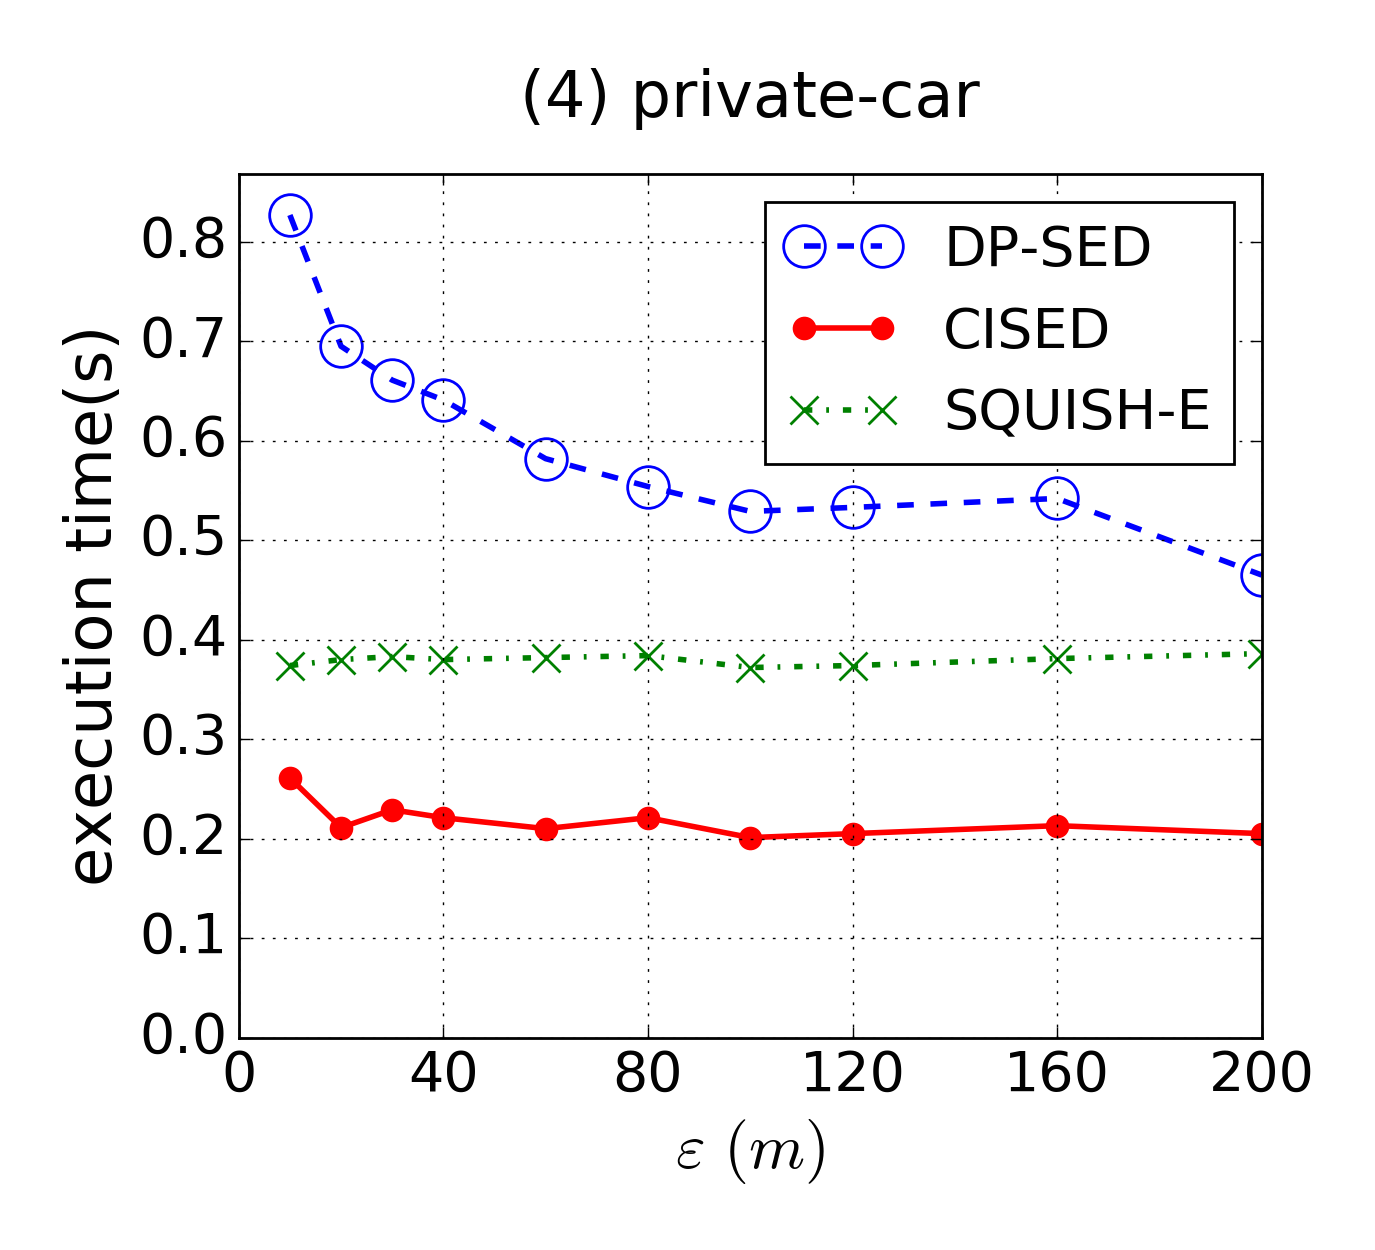 (4) private-car
execution time(s)
0.8
0.7
0.6
0.5
0.4
0.3
0.2
0.1
0.0
DP-SED
CISED
SQUISH-E
0 40 80 120 160 200
ε (m)